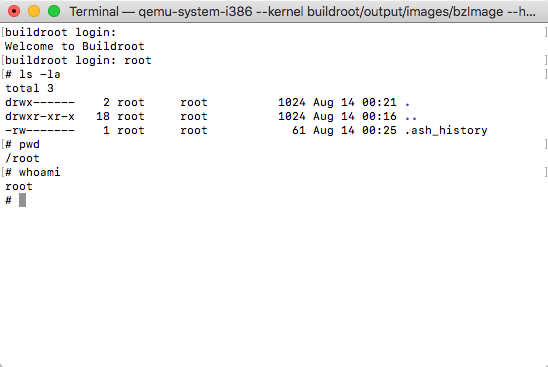 Terminal — qemu-system-i386 --kernel buildroot/output/images/bzImage --h...
[buildroot login: ]
Welcome to Buildroot
[buildroot login: root ]
[# ls -la ]
total 3
drwx------    2 root     root          1024 Aug 14 00:21 .
drwxr-xr-x   18 root     root          1024 Aug 14 00:16 ..
-rw-------    1 root     root            61 Aug 14 00:25 .ash_history
[# pwd ]
/root
[# whoami ]
root
#